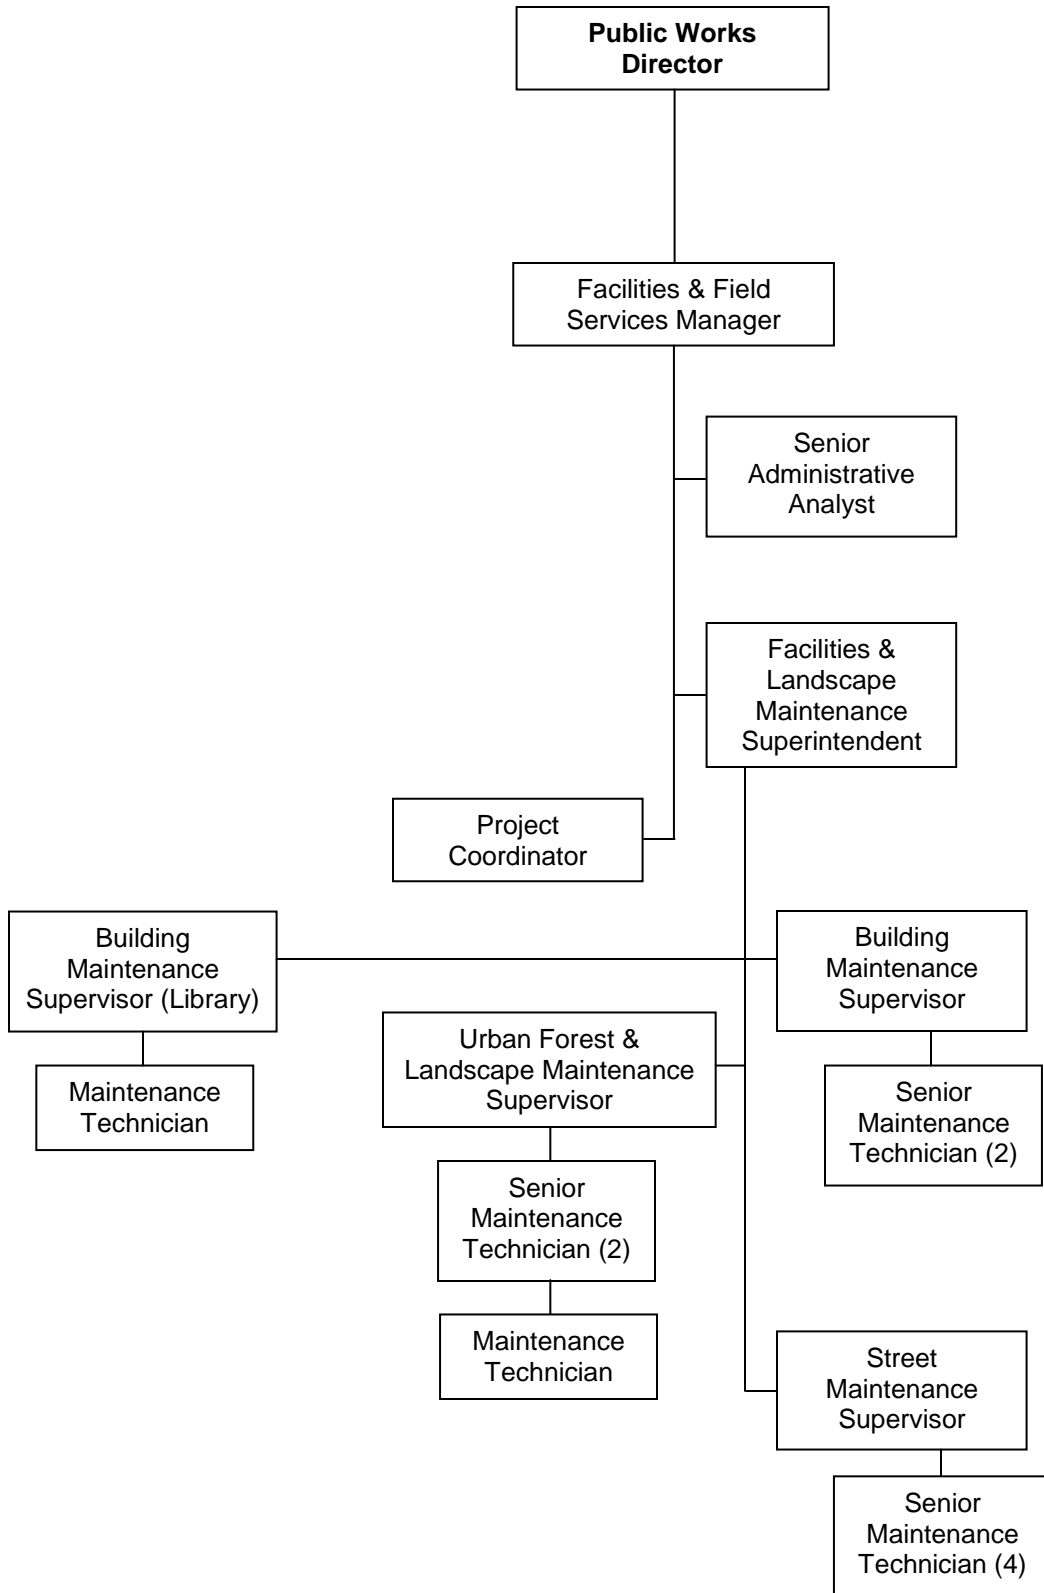 Public Works
Director
Facilities & Field
Services Manager
Senior
Administrative
Analyst
Facilities &
Landscape
Maintenance
Superintendent
Project
Coordinator
Building
Maintenance
Supervisor (Library)
Building
Maintenance
Supervisor
Urban Forest &
Landscape Maintenance
Supervisor
Maintenance
Technician
Senior
Maintenance
Technician (2)
Senior
Maintenance
Technician (2)
Maintenance
Technician
Street
Maintenance
Supervisor
Senior
Maintenance
Technician (4)